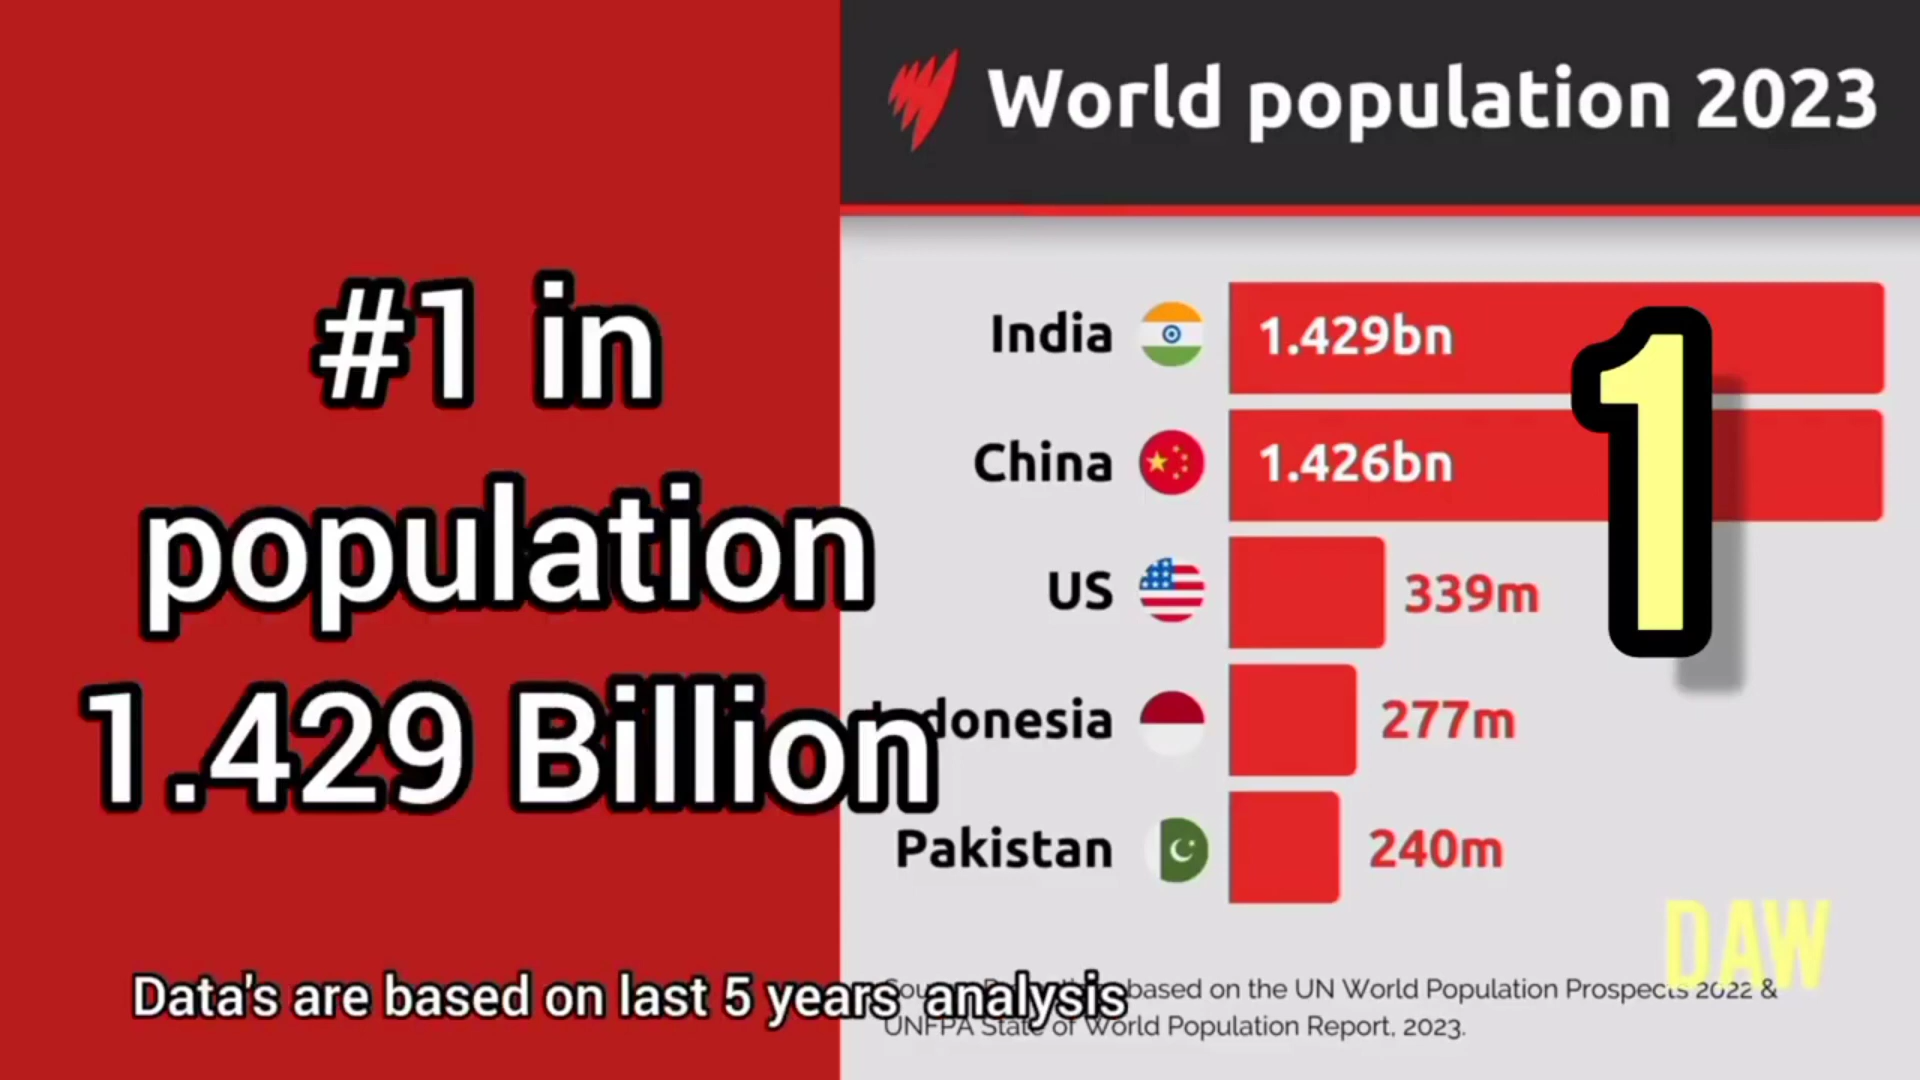 #1 in
population
1.429 Billion
Data's are based on last 5 years analysis
World population 2023
India 1.429bn
China 1.426bn
US 339m
donesia 277m
Pakistan 240m
1
DAW
based on the UN World Population Prospects 2022 &
UNFPA State of World Population Report, 2023.